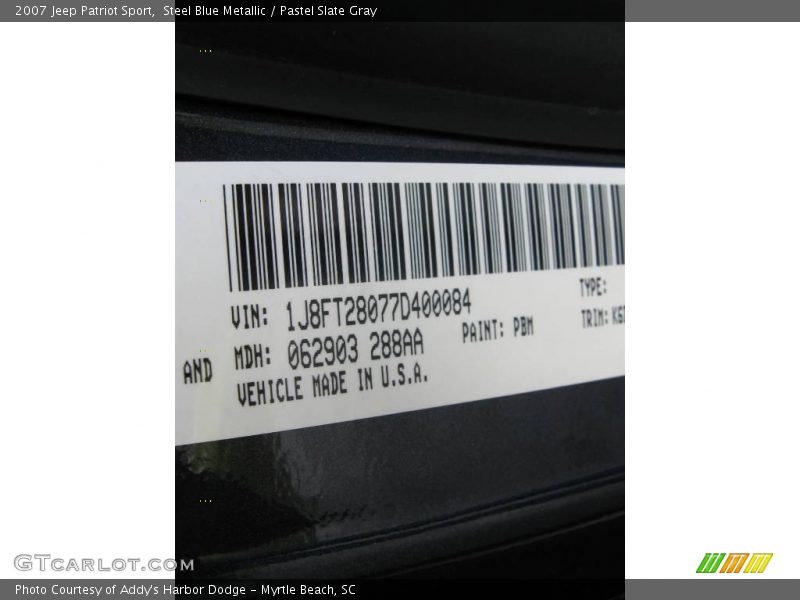 2007 Jeep Patriot Sport,  Steel Blue Metallic / Pastel Slate Gray
VIN: 1J8FT28077D400084
TYPE:
AND MDH: 062903 288AA
PAINT: PBM
TRIM:
VEHICLE MADE IN U.S.A.
GTCARLOT.COM
Photo Courtesy of Addy's Harbor Dodge - Myrtle Beach, SC